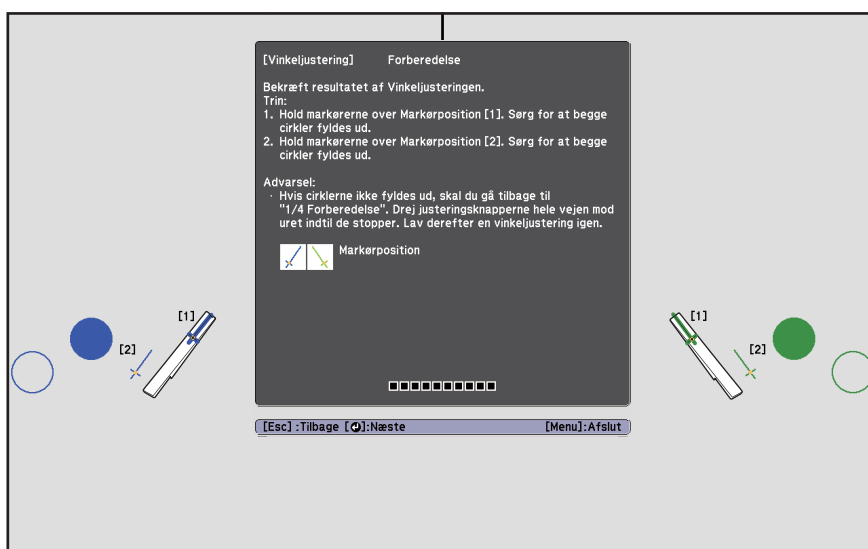 [Vinkeljustering] Forberedelse
Bekræft resultatet af Vinkeljusteringen.
Trin:
1. Hold markørerne over Markørposition [1]. Sørg for at begge
cirkler fyldes ud.
2. Hold markørerne over Markørposition [2]. Sørg for at begge
cirkler fyldes ud.
Advarsel:
· Hvis cirklerne ikke fyldes ud, skal du gå tilbage til
"1/4 Forberedelse". Drej justeringsknapperne hele vejen mod
uret indtil de stopper. Lav derefter en vinkeljustering igen.
Markørposition
[1]
[2]
[1]
[2]
[Esc] :Tilbage [⏎]:Næste [Menu]:Afslut